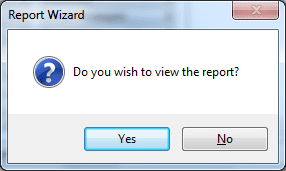 Report Wizard
Do you wish to view the report?
Yes
No